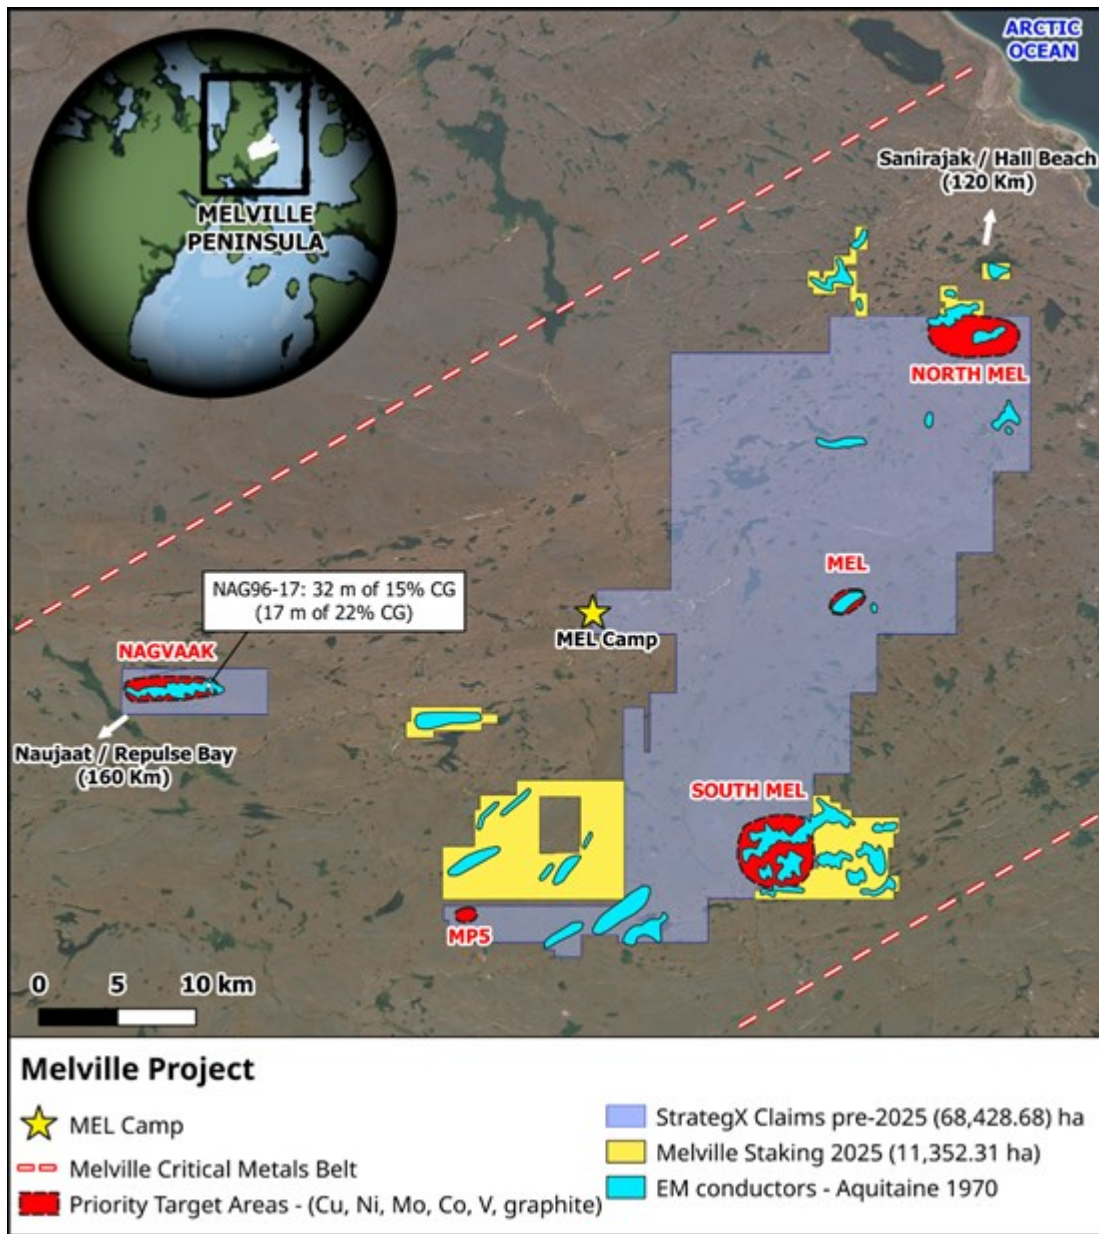 ARCTIC
OCEAN
MELVILLE
PENINSULA
Sanirajak / Hall Beach
(120 Km)
NORTH MEL
MEL
NAG96-17: 32 m of 15% CG
(17 m of 22% CG)
MEL Camp
NAGVAAK
Naujaat / Repulse Bay
(160 Km)
SOUTH MEL
MP5
0 5 10 km
Melville Project
MEL Camp
Melville Critical Metals Belt
Priority Target Areas - (Cu, Ni, Mo, Co, V, graphite)
StrategX Claims pre-2025 (68,428.68) ha
Melville Staking 2025 (11,352.31 ha)
EM conductors - Aquitaine 1970